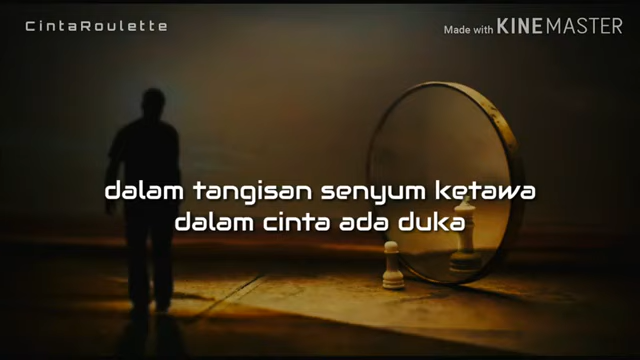 CintaRoulette
Made with KINEMASTER
dalam tangisan senyum ketawa
dalam cinta ada duka